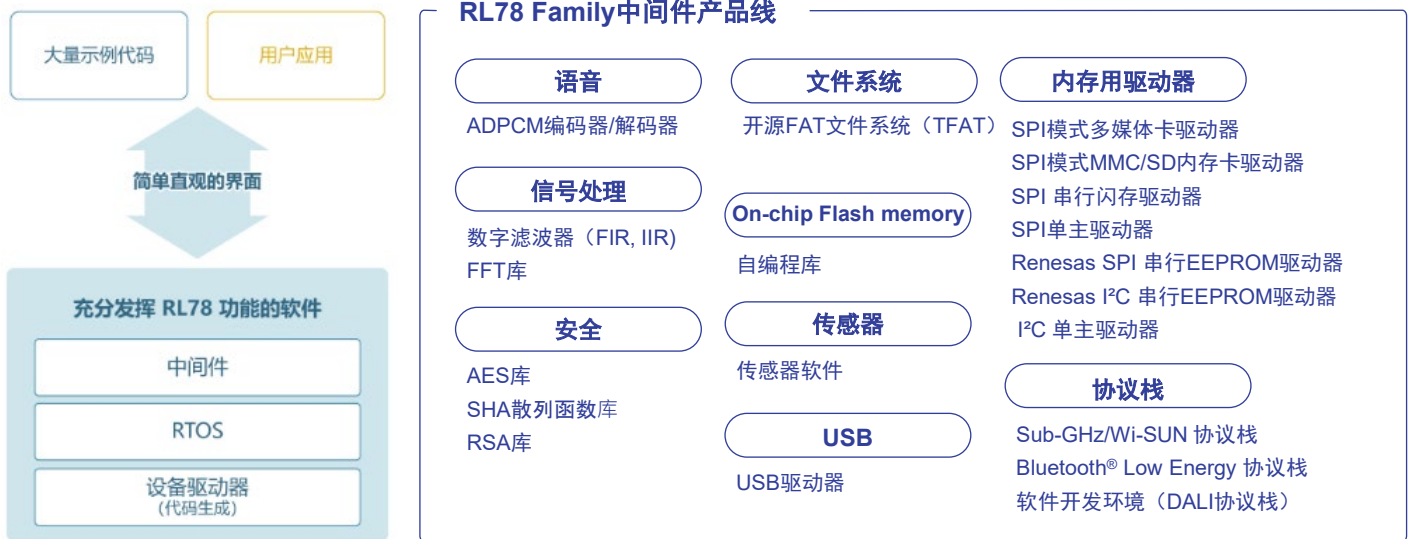 大量示例代码
用户应用
简单直观的界面
充分发挥 RL78 功能的软件
中间件
RTOS
设备驱动器
(代码生成)
RL78 Family中间件产品线
语音
ADPCM编码器/解码器
信号处理
数字滤波器（FIR, IIR)
FFT库
安全
AES库
SHA散列函数库
RSA库
文件系统
开源FAT文件系统（TFAT）
On-chip Flash memory
自编程库
传感器
传感器软件
USB
USB驱动器
内存用驱动器
SPI模式多媒体卡驱动器
SPI模式MMC/SD内存卡驱动器
SPI 串行闪存驱动器
SPI单主驱动器
Renesas SPI 串行EEPROM驱动器
Renesas I²C 串行EEPROM驱动器
I²C 单主驱动器
协议栈
Sub-GHz/Wi-SUN 协议栈
Bluetooth® Low Energy 协议栈
软件开发环境（DALI协议栈）